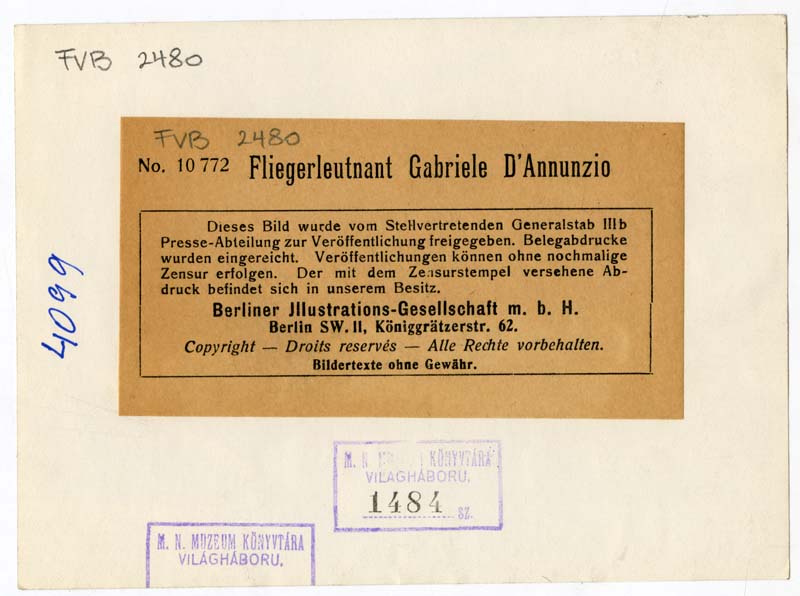 FVB 2480
FVB 2480
No. 10 772 Fliegerleutnant Gabriele D'Annunzio
Dieses Bild wurde vom Stellvertretenden Generalstab IIIb
Presse-Abteilung zur Veröffentlichung freigegeben. Belegabdrucke
wurden eingereicht. Veröffentlichungen können ohne nochmalige
Zensur erfolgen. Der mit dem Zensurstempel versehene Ab-
druck befindet sich in unserem Besitz.
Berliner Jllustrations-Gesellschaft m. b. H.
Berlin SW. 11, Königgrätzerstr. 62.
Copyright — Droits reservés — Alle Rechte vorbehalten.
Bildertexte ohne Gewähr.
4099
M. N. MUZEUM KÖNYVTÁRA
VILÁGHÁBORU.
1484 SZ.
M. N. MUZEUM KÖNYVTÁRA
VILÁGHÁBORU.